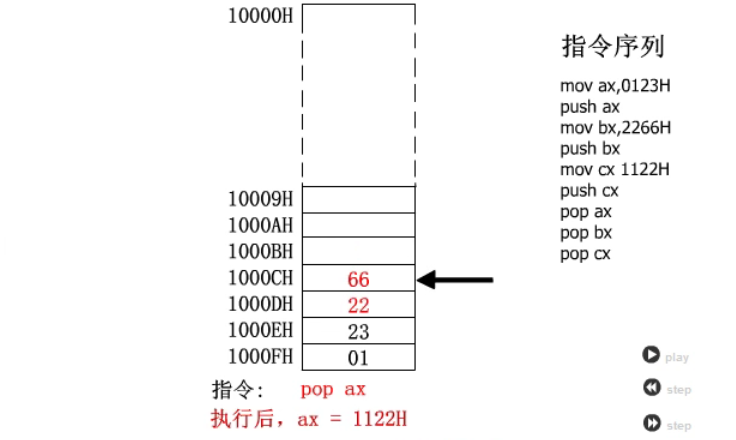 10000H
指令序列
mov ax,0123H
push ax
mov bx,2266H
push bx
mov cx 1122H
push cx
pop ax
pop bx
pop cx
10009H
1000AH
1000BH
1000CH 66
1000DH 22
1000EH 23
1000FH 01
指令: pop ax
执行后, ax = 1122H
play
step
step